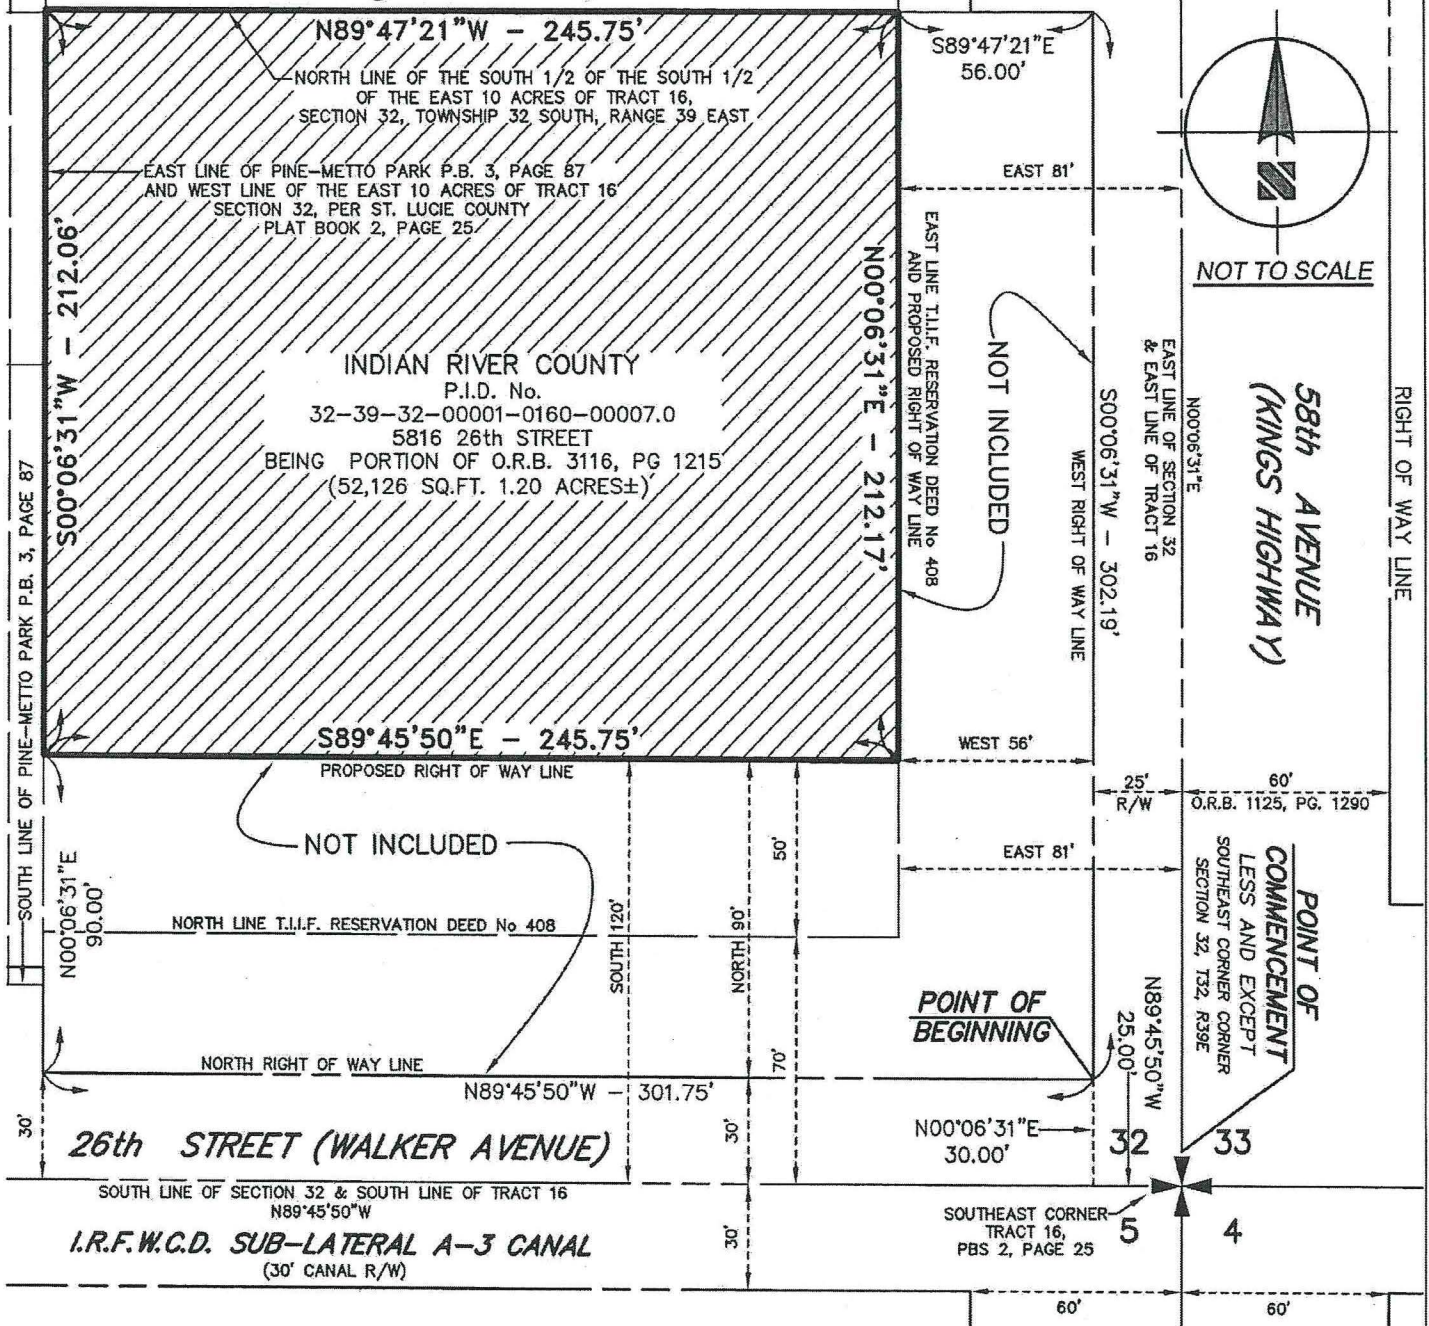 N89°47'21"W - 245.75'
NORTH LINE OF THE SOUTH 1/2 OF THE SOUTH 1/2
OF THE EAST 10 ACRES OF TRACT 16,
SECTION 32, TOWNSHIP 32 SOUTH, RANGE 39 EAST
EAST LINE OF PINE-METTO PARK P.B. 3, PAGE 87
AND WEST LINE OF THE EAST 10 ACRES OF TRACT 16
SECTION 32, PER ST. LUCIE COUNTY
PLAT BOOK 2, PAGE 25
S00°06'31"W - 212.06'
INDIAN RIVER COUNTY
P.I.D. No.
32-39-32-00001-0160-00007.0
5816 26th STREET
BEING PORTION OF O.R.B. 3116, PG 1215
(52,126 SQ.FT. 1.20 ACRES±)
N00°06'31"E - 212.17'
EAST LINE T.I.I.F. RESERVATION DEED No 408
AND PROPOSED RIGHT OF WAY LINE
S89°45'50"E - 245.75'
PROPOSED RIGHT OF WAY LINE
S89°47'21"E
56.00'
EAST 81'
NOT INCLUDED
S00°06'31"W - 302.19'
WEST RIGHT OF WAY LINE
N00°06'31"E
EAST LINE OF SECTION 32
& EAST LINE OF TRACT 16
NOT TO SCALE
58th AVENUE
(KINGS HIGHWAY)
RIGHT OF WAY LINE
WEST 56'
25'
R/W
60'
O.R.B. 1125, PG. 1290
EAST 81'
SOUTH LINE OF PINE-METTO PARK P.B. 3, PAGE 87
N00°06'31"E
90.00'
NOT INCLUDED
NORTH LINE T.I.I.F. RESERVATION DEED No 408
SOUTH 120'
NORTH 90'
50'
70'
POINT OF
COMMENCEMENT
LESS AND EXCEPT
SOUTHEAST CORNER CORNER
SECTION 32, T32, R39E
POINT OF
BEGINNING
N89°45'50"W
25.00'
NORTH RIGHT OF WAY LINE
N89°45'50"W - 301.75'
30'
26th STREET (WALKER AVENUE)
30'
N00°06'31"E
30.00'
32
33
SOUTH LINE OF SECTION 32 & SOUTH LINE OF TRACT 16
N89°45'50"W
I.R.F.W.C.D. SUB-LATERAL A-3 CANAL
(30' CANAL R/W)
30'
SOUTHEAST CORNER
TRACT 16,
PBS 2, PAGE 25
5
4
60'
60'